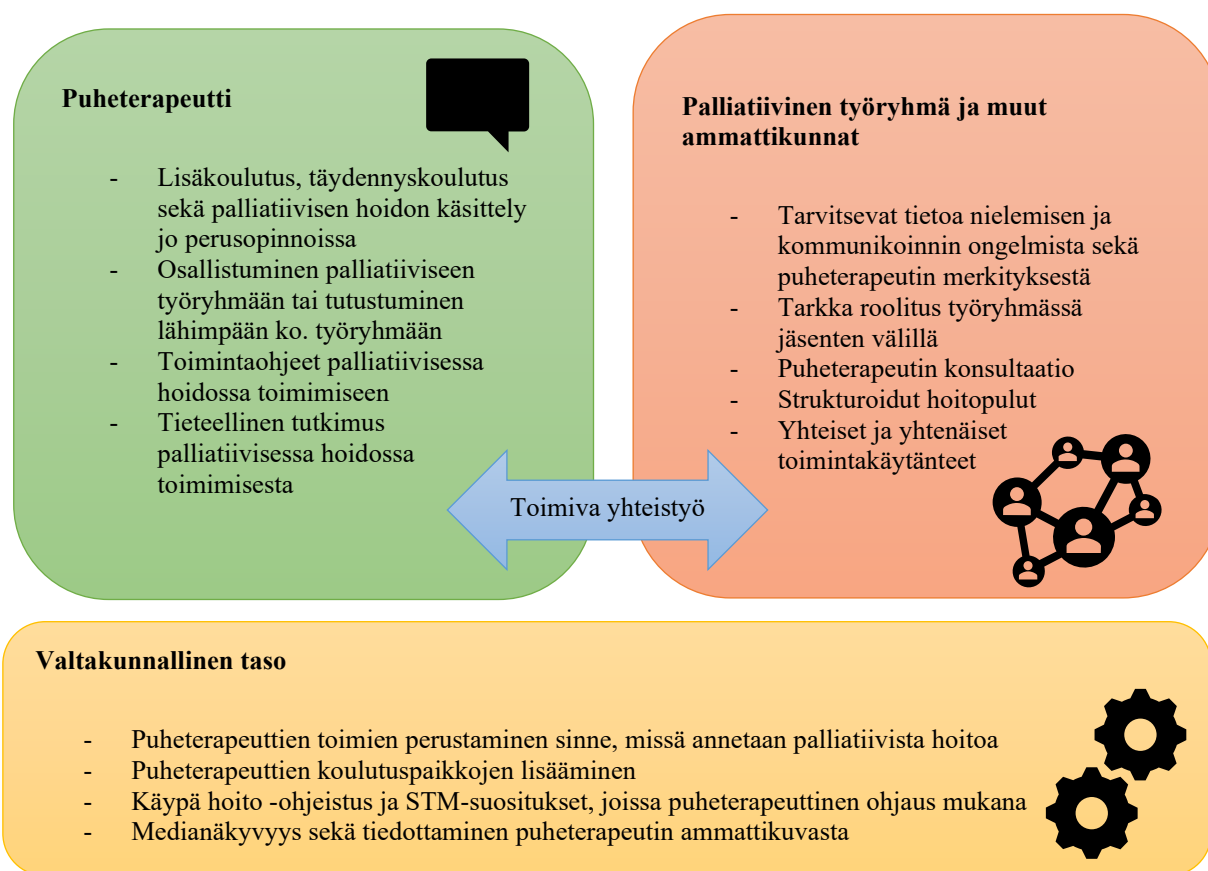 Puheterapeutti
- Lisäkoulutus, täydennyskoulutus
sekä palliatiivisen hoidon käsittely
jo perusopinnoissa
- Osallistuminen palliatiiviseen
työryhmään tai tutustuminen
lähimpään ko. työryhmään
- Toimintaohjeet palliatiivisessa
hoidossa toimimiseen
- Tieteellinen tutkimus
palliatiivisessa hoidossa
toimimisesta
Palliatiivinen työryhmä ja muut
ammattikunnat
- Tarvitsevat tietoa nielemisen ja
kommunikoinnin ongelmista sekä
puheterapeutin merkityksestä
- Tarkka roolitus työryhmässä
jäsenten välillä
- Puheterapeutin konsultaatio
- Strukturoidut hoitopulut
- Yhteiset ja yhtenäiset
toimintakäytänteet
Toimiva yhteistyö
Valtakunnallinen taso
- Puheterapeuttien toimien perustaminen sinne, missä annetaan palliatiivista hoitoa
- Puheterapeuttien koulutuspaikkojen lisääminen
- Käypä hoito -ohjeistus ja STM-suositukset, joissa puheterapeuttinen ohjaus mukana
- Medianäkyvyys sekä tiedottaminen puheterapeutin ammattikuvasta